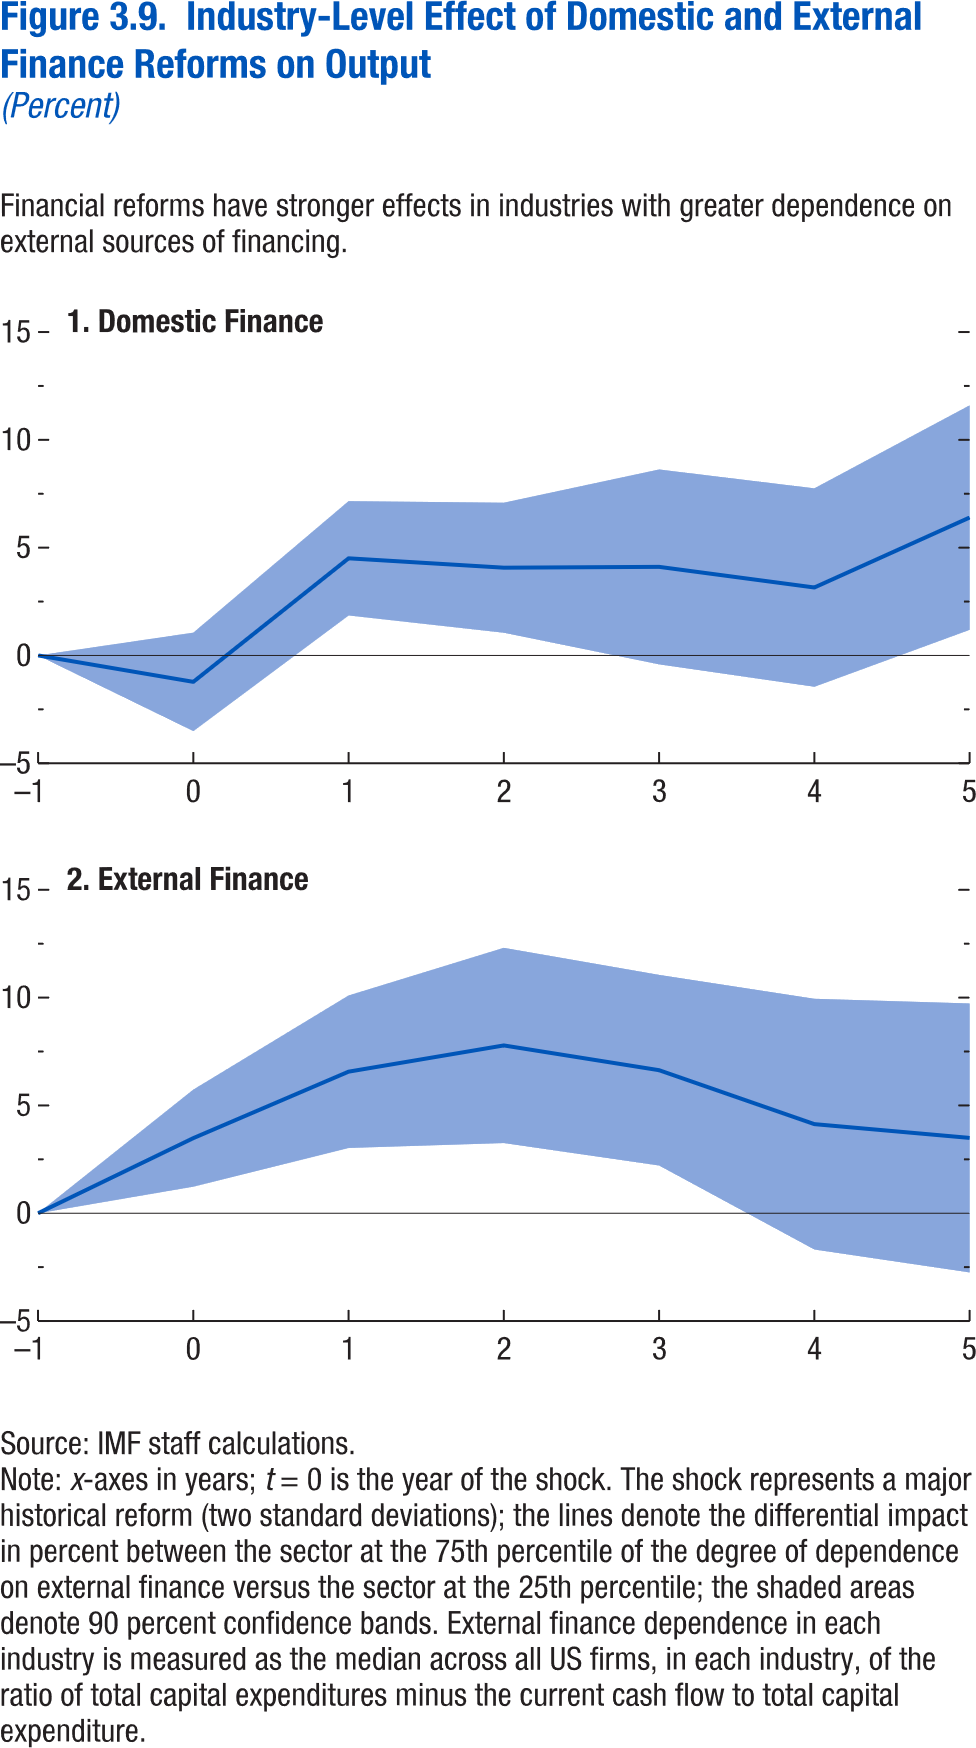 Figure 3.9. Industry-Level Effect of Domestic and External
Finance Reforms on Output
(Percent)
Financial reforms have stronger effects in industries with greater dependence on
external sources of financing.
15
1. Domestic Finance
10
5
0
–5
–1 0 1 2 3 4 5
15
2. External Finance
10
5
0
–5
–1 0 1 2 3 4 5
Source: IMF staff calculations.
Note: x-axes in years; t = 0 is the year of the shock. The shock represents a major
historical reform (two standard deviations); the lines denote the differential impact
in percent between the sector at the 75th percentile of the degree of dependence
on external finance versus the sector at the 25th percentile; the shaded areas
denote 90 percent confidence bands. External finance dependence in each
industry is measured as the median across all US firms, in each industry, of the
ratio of total capital expenditures minus the current cash flow to total capital
expenditure.